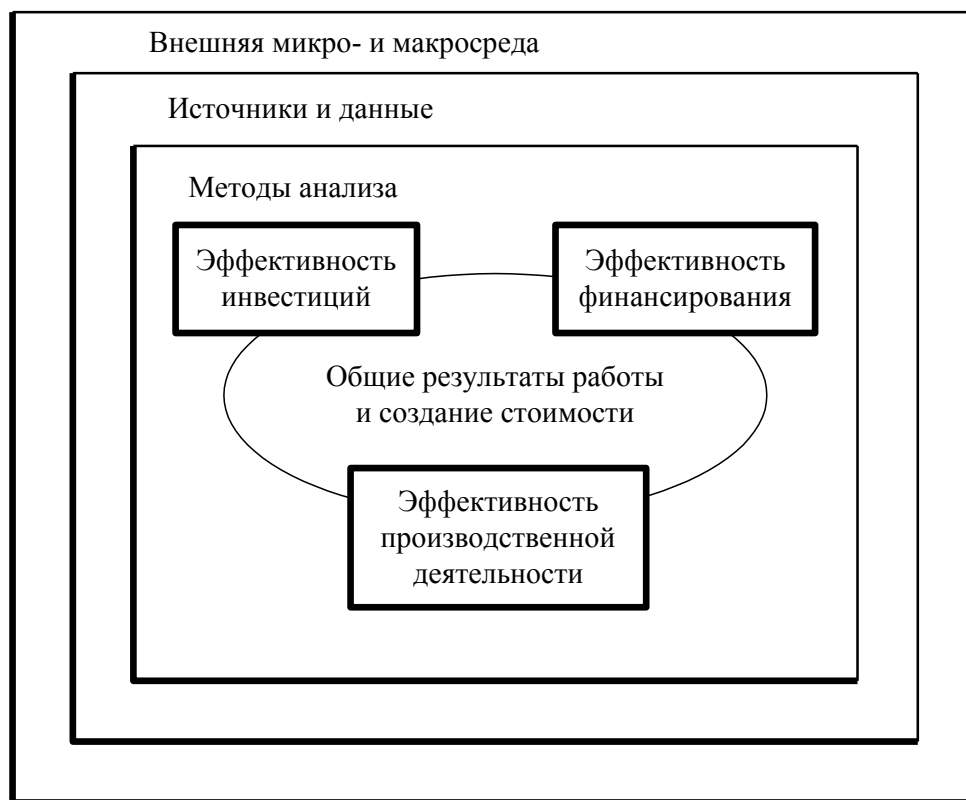 Внешняя микро- и макросреда
Источники и данные
Методы анализа
Эффективность
инвестиций
Эффективность
финансирования
Общие результаты работы
и создание стоимости
Эффективность
производственной
деятельности